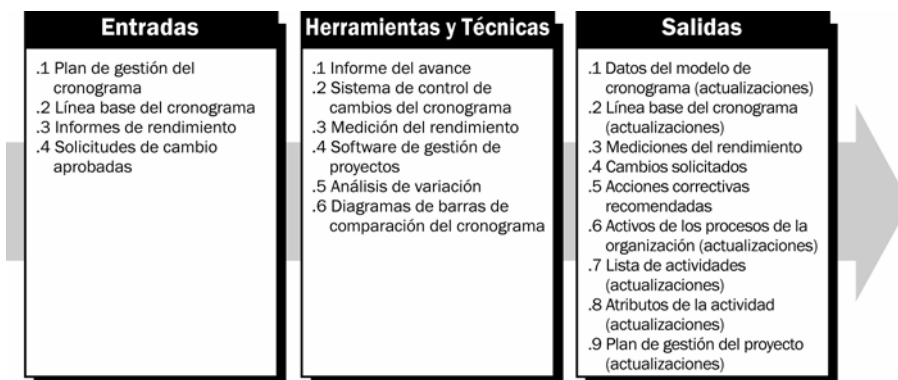 Entradas
.1 Plan de gestión del
cronograma
.2 Línea base del cronograma
.3 Informes de rendimiento
.4 Solicitudes de cambio
aprobadas
Herramientas y Técnicas
.1 Informe del avance
.2 Sistema de control de
cambios del cronograma
.3 Medición del rendimiento
.4 Software de gestión de
proyectos
.5 Análisis de variación
.6 Diagramas de barras de
comparación del cronograma
Salidas
.1 Datos del modelo de
cronograma (actualizaciones)
.2 Línea base del cronograma
(actualizaciones)
.3 Mediciones del rendimiento
.4 Cambios solicitados
.5 Acciones correctivas
recomendadas
.6 Activos de los procesos de la
organización (actualizaciones)
.7 Lista de actividades
(actualizaciones)
.8 Atributos de la actividad
(actualizaciones)
.9 Plan de gestión del proyecto
(actualizaciones)